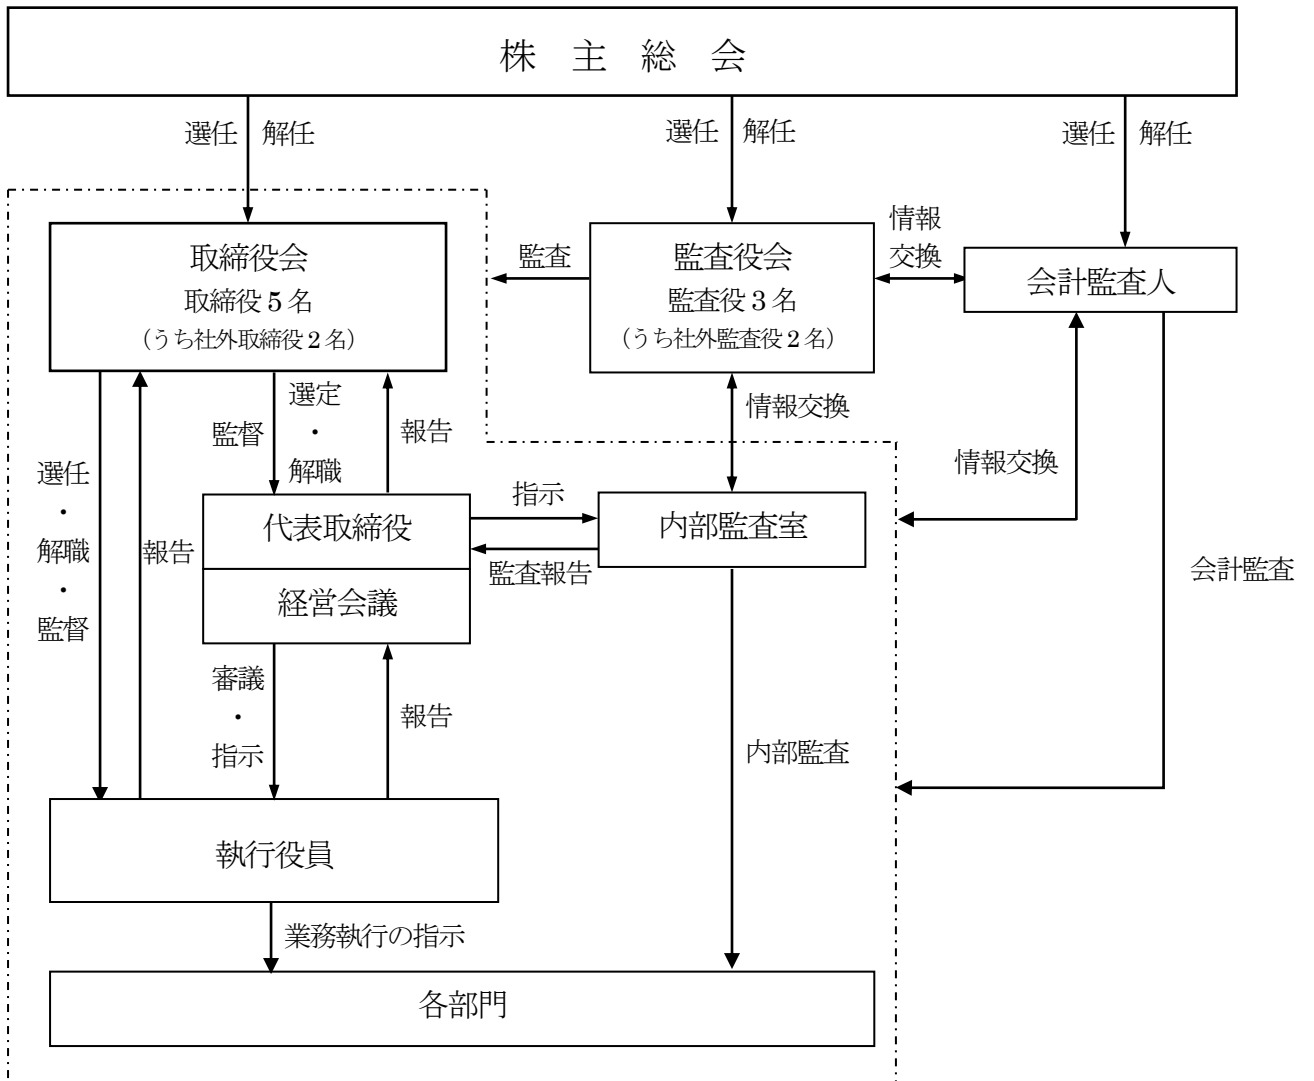 株 主 総 会
選任 解任
選任 解任
選任 解任
取締役会
取締役5名
（うち社外取締役2名）
監査
監査役会
監査役3名
（うち社外監査役2名）
情報
交換
会計監査人
選任
・
解職
・
監督
報告
監督
選定
・
解職
報告
情報交換
情報交換
代表取締役
経営会議
指示
監査報告
内部監査室
会計監査
審議
・
指示
報告
内部監査
執行役員
業務執行の指示
各部門